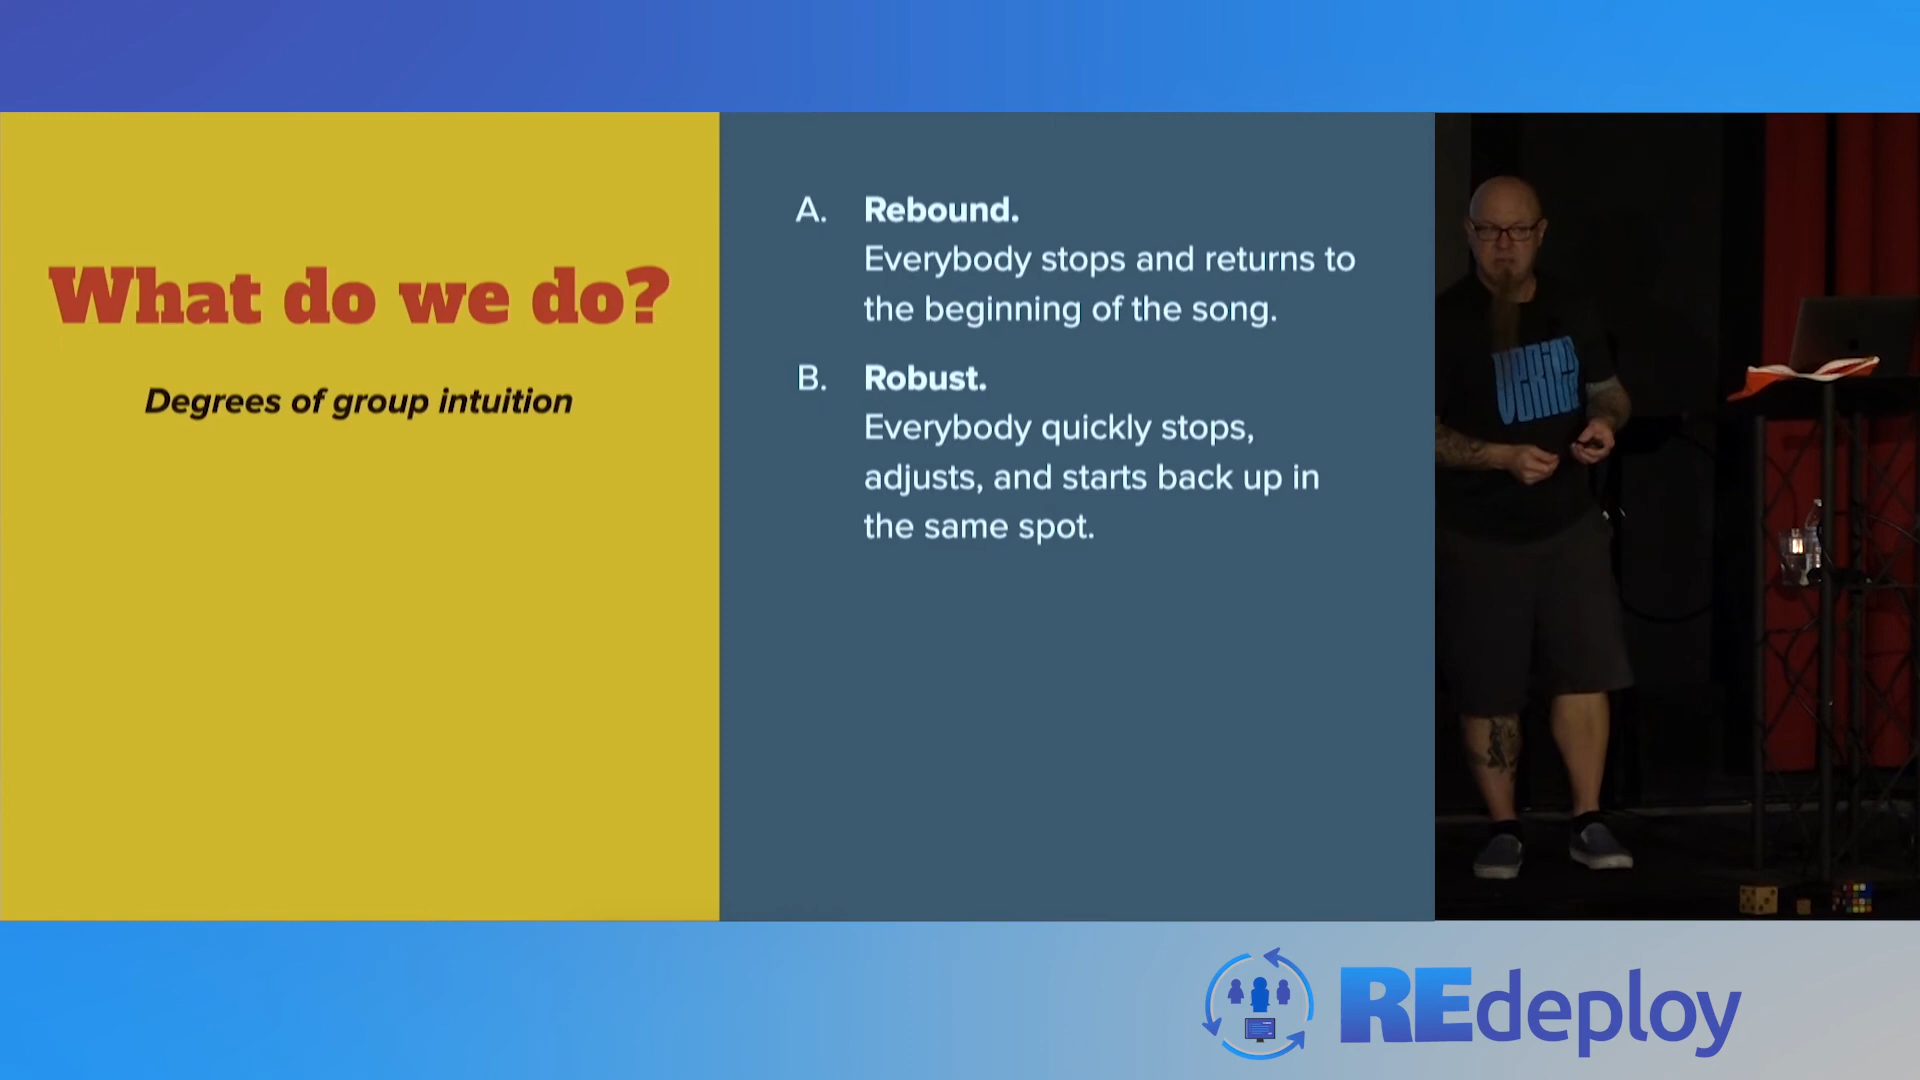 What do we do?
Degrees of group intuition
A. Rebound.
Everybody stops and returns to
the beginning of the song.
B. Robust.
Everybody quickly stops,
adjusts, and starts back up in
the same spot.
REdeploy